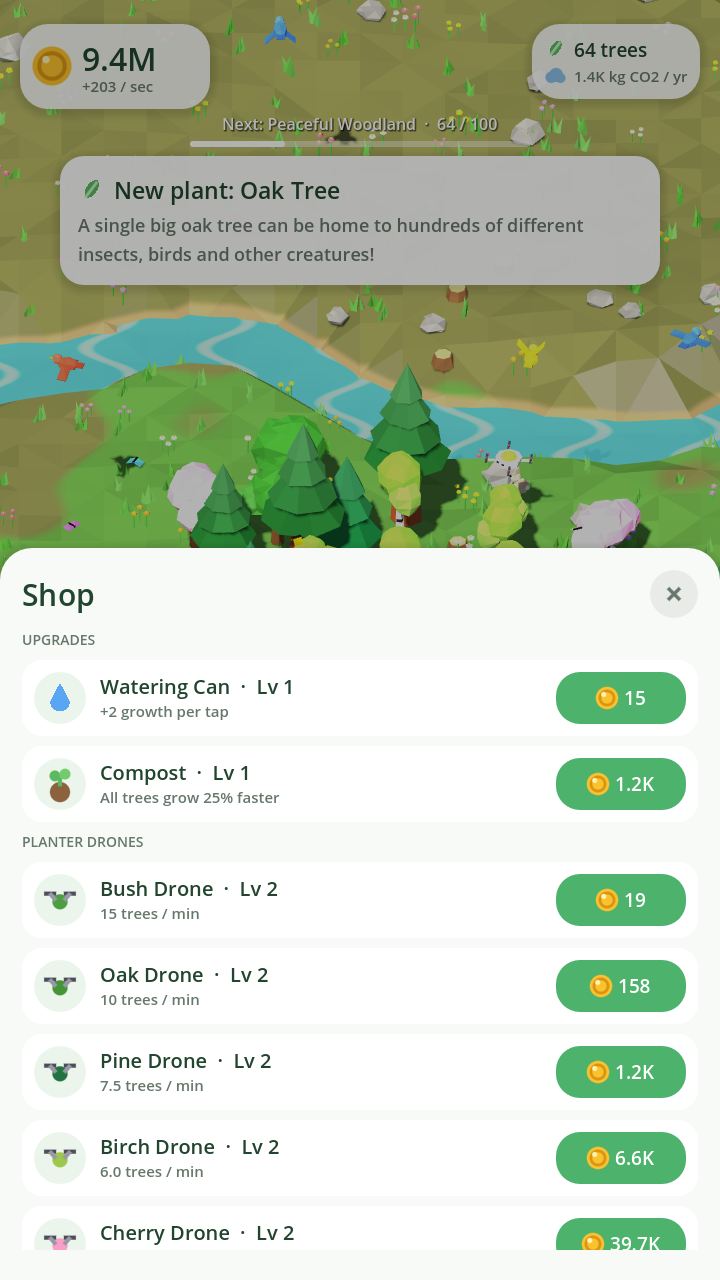 9.4M
+203 / sec
64 trees
1.4K kg CO2 / yr
Next: Peaceful Woodland · 64 / 100
New plant: Oak Tree
A single big oak tree can be home to hundreds of different
insects, birds and other creatures!
Shop
UPGRADES
Watering Can · Lv 1
+2 growth per tap
15
Compost · Lv 1
All trees grow 25% faster
1.2K
PLANTER DRONES
Bush Drone · Lv 2
15 trees / min
19
Oak Drone · Lv 2
10 trees / min
158
Pine Drone · Lv 2
7.5 trees / min
1.2K
Birch Drone · Lv 2
6.0 trees / min
6.6K
Cherry Drone · Lv 2
39.7K